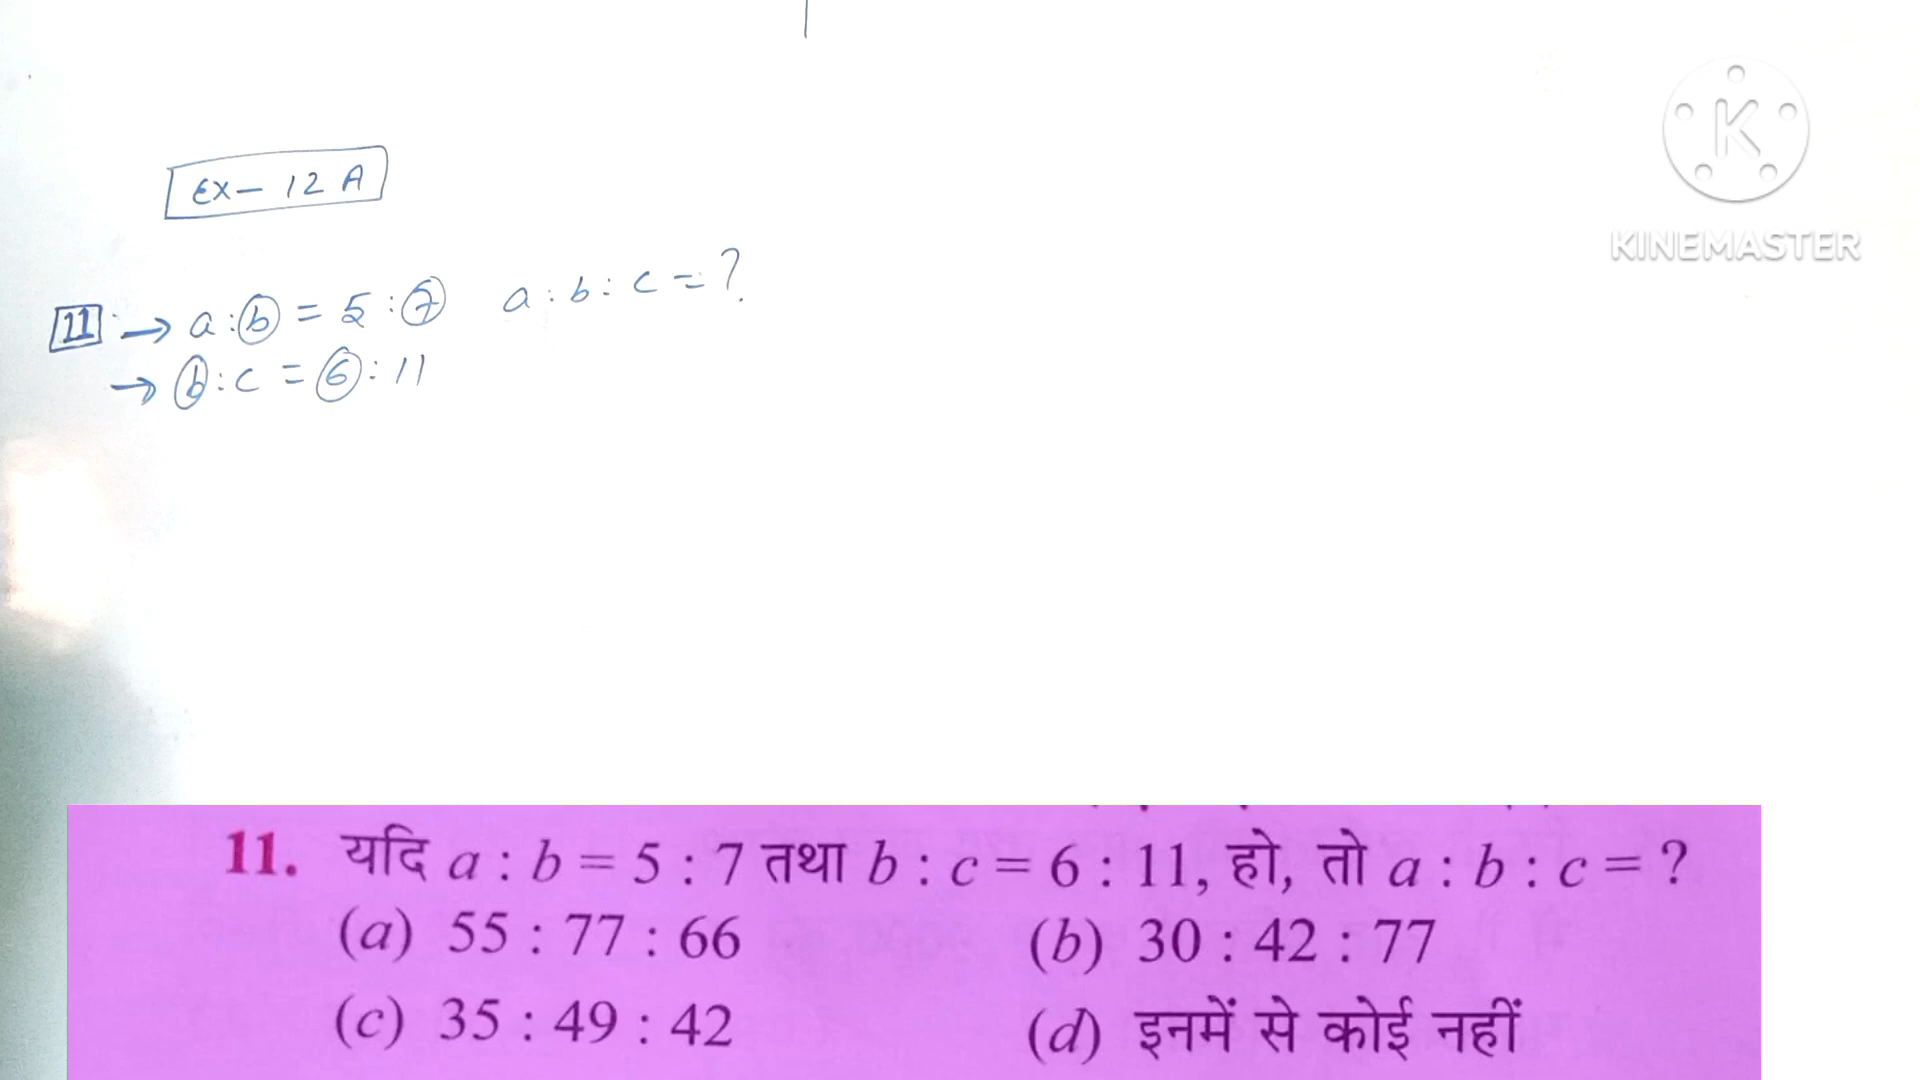 Ex- 12 A
11 → a:b = 5:7 a:b:c = ?
→ b:c = 6:11
KINEMASTER
11. यदि a : b = 5 : 7 तथा b : c = 6 : 11, हो, तो a : b : c = ?
(a) 55 : 77 : 66 (b) 30 : 42 : 77
(c) 35 : 49 : 42 (d) इनमें से कोई नहीं